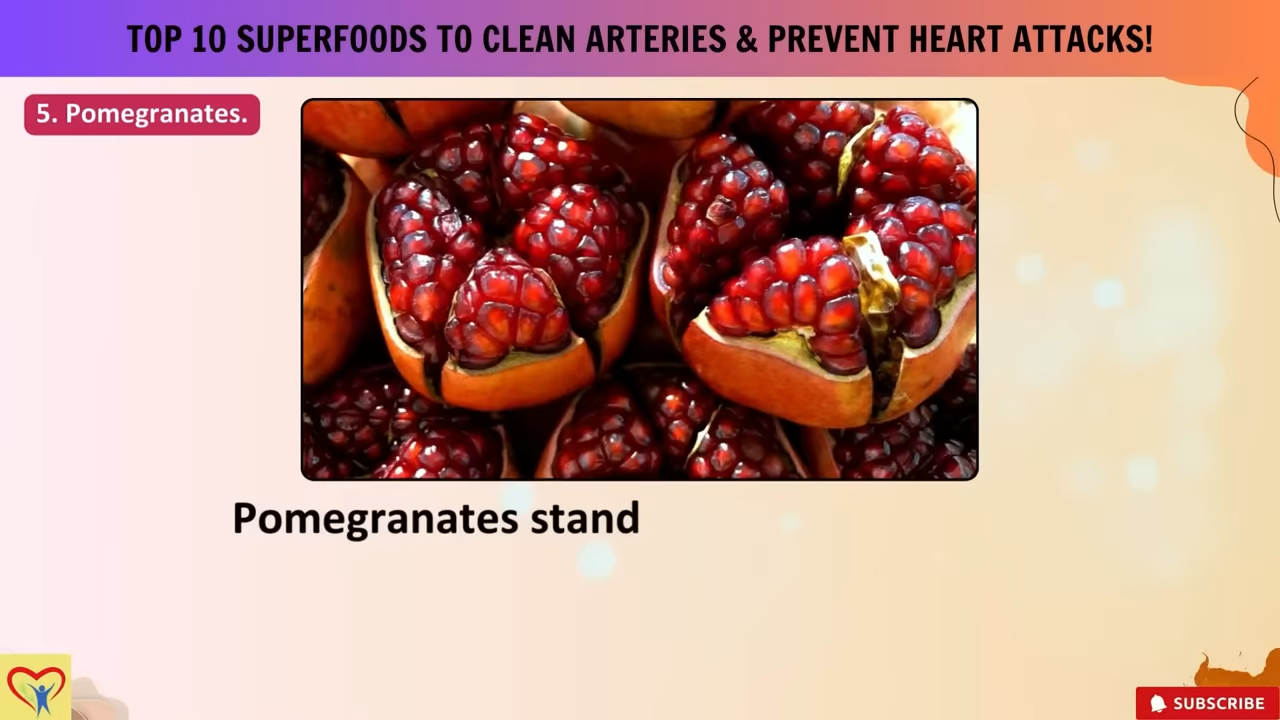 TOP 10 SUPERFOODS TO CLEAN ARTERIES & PREVENT HEART ATTACKS!
5. Pomegranates.
Pomegranates stand
SUBSCRIBE